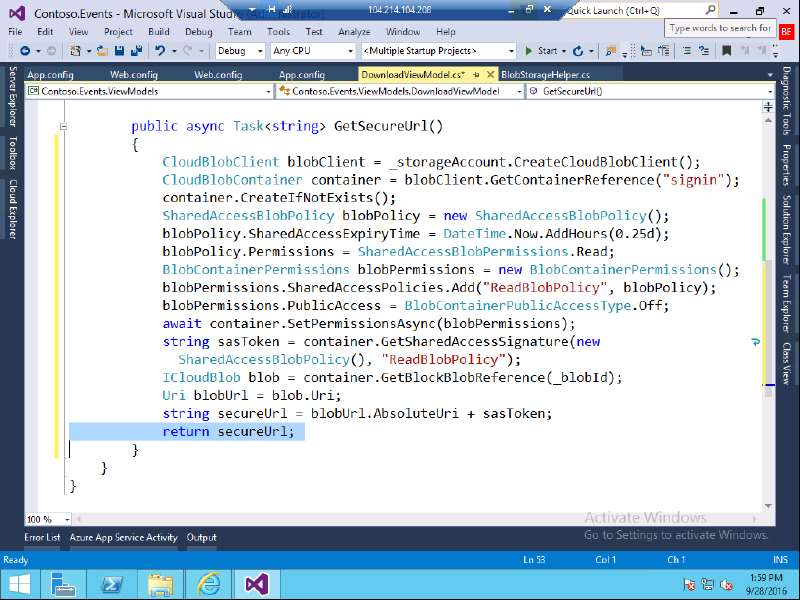 Contoso.Events - Microsoft Visual Studio
104.214.104.208
Quick Launch (Ctrl+Q)
File Edit View Project Build Debug Team Tools Test Analyze Window Help
Type words to search for
BE
Debug Any CPU <Multiple Startup Projects> Start
App.config Web.config Web.config App.config DownloadViewModel.cs* BlobStorageHelper.cs
Contoso.Events.ViewModels Contoso.Events.ViewModels.DownloadViewModel GetSecureUrl()
Server Explorer
Toolbox
Cloud Explorer
public async Task<string> GetSecureUrl()
{
CloudBlobClient blobClient = _storageAccount.CreateCloudBlobClient();
CloudBlobContainer container = blobClient.GetContainerReference("signin");
container.CreateIfNotExists();
SharedAccessBlobPolicy blobPolicy = new SharedAccessBlobPolicy();
blobPolicy.SharedAccessExpiryTime = DateTime.Now.AddHours(0.25d);
blobPolicy.Permissions = SharedAccessBlobPermissions.Read;
BlobContainerPermissions blobPermissions = new BlobContainerPermissions();
blobPermissions.SharedAccessPolicies.Add("ReadBlobPolicy", blobPolicy);
blobPermissions.PublicAccess = BlobContainerPublicAccessType.Off;
await container.SetPermissionsAsync(blobPermissions);
string sasToken = container.GetSharedAccessSignature(new
SharedAccessBlobPolicy(), "ReadBlobPolicy");
ICloudBlob blob = container.GetBlockBlobReference(_blobId);
Uri blobUrl = blob.Uri;
string secureUrl = blobUrl.AbsoluteUri + sasToken;
return secureUrl;
}
}
}
Diagnostic Tools
Properties
Solution Explorer
Team Explorer
Class View
100 %
Activate Windows
Go to Settings to activate Windows.
Error List Azure App Service Activity Output
Ready Ln 53 Col 1 Ch 1 INS
1:59 PM
9/28/2016